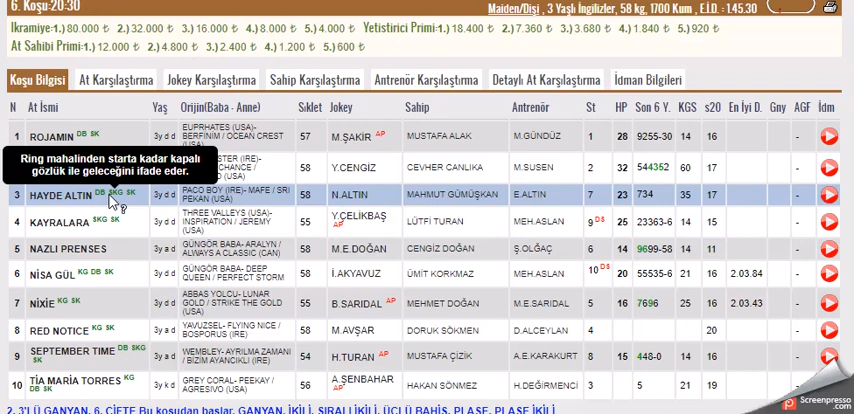 6. Koşu:20:30 Maiden/Dişi , 3 Yaşlı İngilizler, 58 kg, 1700 Kum , E.İ.D. : 1.45.30
İkramiye:1.) 80.000 2.) 32.000 3.) 16.000 4.) 8.000 5.) 4.000 Yetistirici Primi:1.) 18.400 2.) 7.360 3.) 3.680 4.) 1.840 5.) 920
At Sahibi Primi:1.) 12.000 2.) 4.800 3.) 2.400 4.) 1.200 5.) 600
Koşu Bilgisi At Karşılaştırma Jokey Karşılaştırma Sahip Karşılaştırma Antrenör Karşılaştırma Detaylı At Karşılaştırma İdman Bilgileri
N At İsmi Yaş Orijin(Baba - Anne) Sıklet Jokey Sahip Antrenör St HP Son 6 Y. KGS s20 En İyi D. Gny AGF İdm
1 ROJAMIN DB SK 3y d d EUPRHATES (USA)- BERFINIM / OCEAN CREST (USA) 57 M.ŞAKİR AP MUSTAFA ALAK M.GÜNDÜZ 1 28 9255-30 14 16 -
Ring mahalinden starta kadar kapalı
gözlük ile geleceğini ifade eder.
STER (IRE)- CHANCE / (USA) 58 Y.CENGİZ CEVHER CANLIKA M.SUSEN 2 32 544352 60 16 -
3 HAYDE ALTIN DB SKG SK 3y d d PACO BOY (IRE)- MAFE / SRI PEKAN (USA) 58 N.ALTIN MAHMUT GÜMÜŞKAN E.ALTIN 7 23 734 35 17 -
4 KAYRALARA SKG SK 3y d d THREE VALLEYS (USA)- INSPIRATION / JEREMY (USA) 55 Y.ÇELİKBAŞ AP LÜTFİ TURAN MEH.ASLAN 9 DS 25 23363-6 14 15 -
5 NAZLI PRENSES 3y a d GÜNGÖR BABA- ARALYN / ALWAYS A CLASSIC (CAN) 58 M.E.DOĞAN CENGİZ DOĞAN Ş.OLĞAÇ 6 14 9699-58 14 11 -
6 NİSA GÜL KG DB SK 3y d d GÜNGÖR BABA- DEEP QUEEN / PERFECT STORM 58 İ.AKYAVUZ ÜMİT KORKMAZ MEH.ASLAN 10 DS 20 55535-6 21 16 2.03.84 -
7 NIXIE KG SK 3y a d ABBAS YOLCU- LUNAR GOLD / STRIKE THE GOLD (USA) 55 B.SARIDAL AP MEHMET DOĞAN M.E.SARIDAL 5 16 7696 25 16 2.03.43 -
8 RED NOTICE KG SK 3y a d YAVUZSEL- FLYING NICE / BOSPORUS (IRE) 58 M.AVŞAR DORUK SÖKMEN D.ALCEYLAN 4 20 -
9 SEPTEMBER TIME DB SKG SK 3y a d WEMBLEY- AYRILMA ZAMANI / BIZIM AYANCIKLI (IRE) 54 H.TURAN AP MUSTAFA ÇİZİK A.E.KARAKURT 8 15 448-0 14 -
10 TİA MARİA TORRES KG DB SK 3y k d GREY CORAL- PEEKAY / AGRESIVO (USA) 56 A.ŞENBAHAR AP HAKAN SÖNMEZ H.DEĞİRMENCİ 3 5 21 19 -
2. 3'LÜ GANYAN, 6. ÇİFTE Bu koşudan başlar. GANYAN, İKİLİ, SIRALI İKİLİ, ÜÇLÜ BAHİS, PLASE, PLASE İKİLİ
Screenpresso
.com